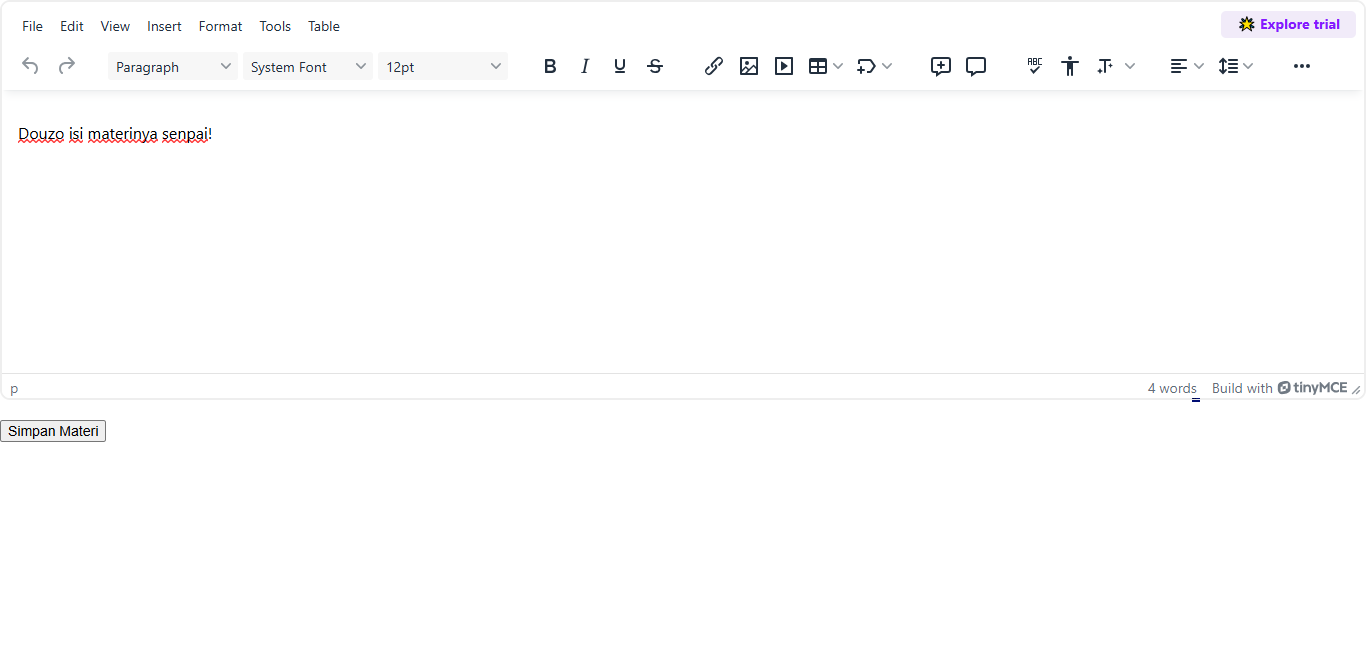 File Edit View Insert Format Tools Table
Explore trial
Paragraph System Font 12pt B I U S ABC T
Douzo isi materinya senpai!
p 4 words Build with tinyMCE
Simpan Materi